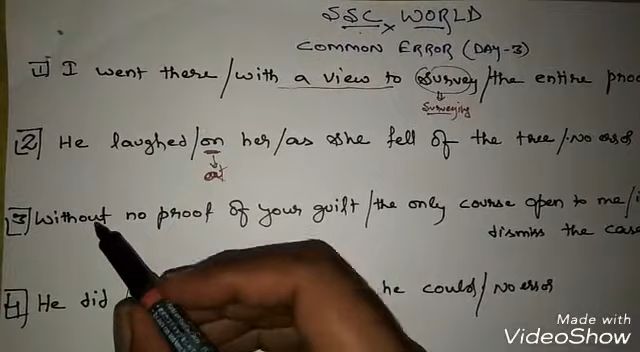 SSC WORLD
COMMON ERROR (DAY-3)
1) I went there / with a view to survey / the entire
surveying
2) He laughed / on her / as she fell of the tree / No error
at
3) Without no proof of your guilt / the only course open to me /
dismiss the case
4) He did he could / No error
Made with
VideoShow